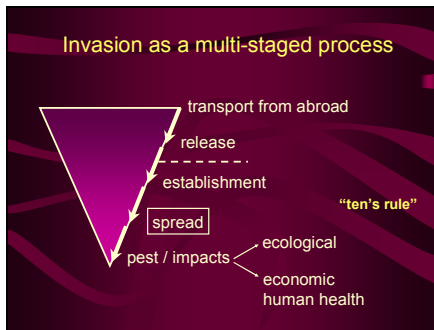 Invasion as a multi-staged process
transport from abroad
release
establishment
"ten's rule"
spread
ecological
pest / impacts
economic
human health